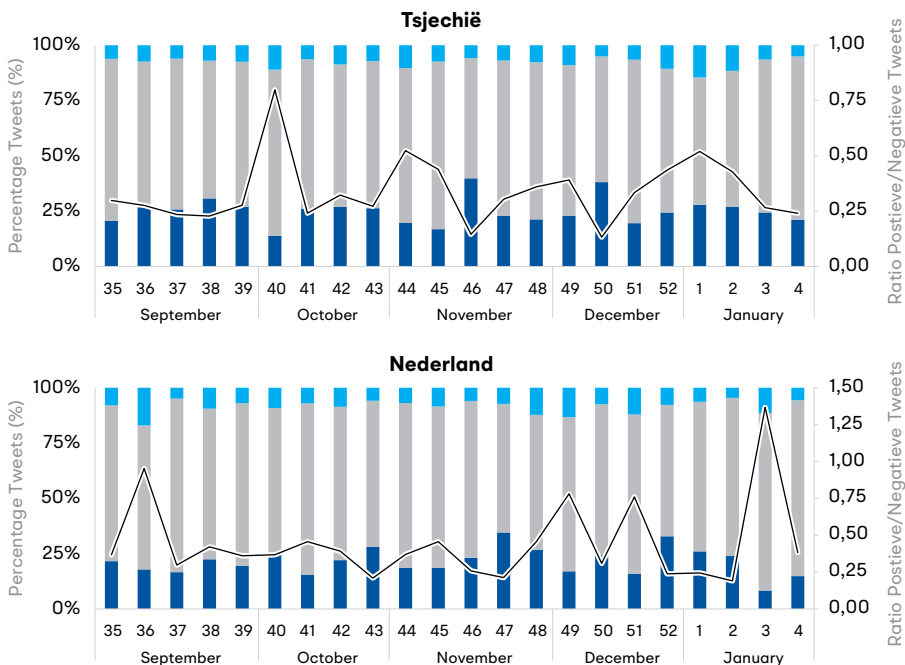 Tsjechië
Percentage Tweets (%)
100%
75%
50%
25%
0%
1,00
0,75
0,50
0,25
0,00
Ratio Postieve/Negatieve Tweets
35 36 37 38 39 40 41 42 43 44 45 46 47 48 49 50 51 52 1 2 3 4
September October November December January
Nederland
Percentage Tweets (%)
100%
75%
50%
25%
0%
1,50
1,25
1,00
0,75
0,50
0,25
0,00
Ratio Postieve/Negatieve Tweets
35 36 37 38 39 40 41 42 43 44 45 46 47 48 49 50 51 52 1 2 3 4
September October November December January